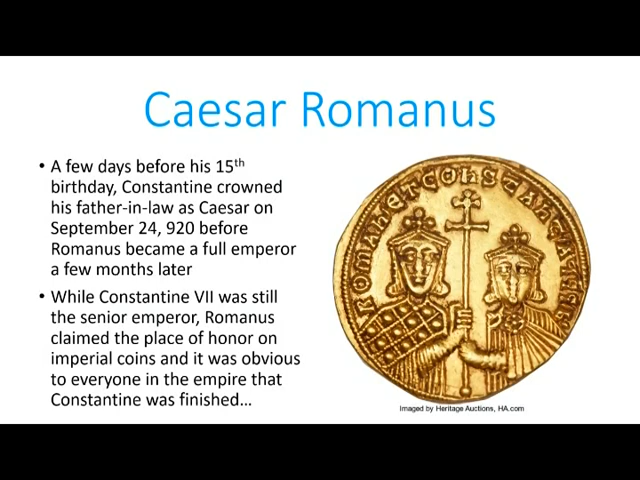 Caesar Romanus
• A few days before his 15th
birthday, Constantine crowned
his father-in-law as Caesar on
September 24, 920 before
Romanus became a full emperor
a few months later
• While Constantine VII was still
the senior emperor, Romanus
claimed the place of honor on
imperial coins and it was obvious
to everyone in the empire that
Constantine was finished…
Imaged by Heritage Auctions, HA.com